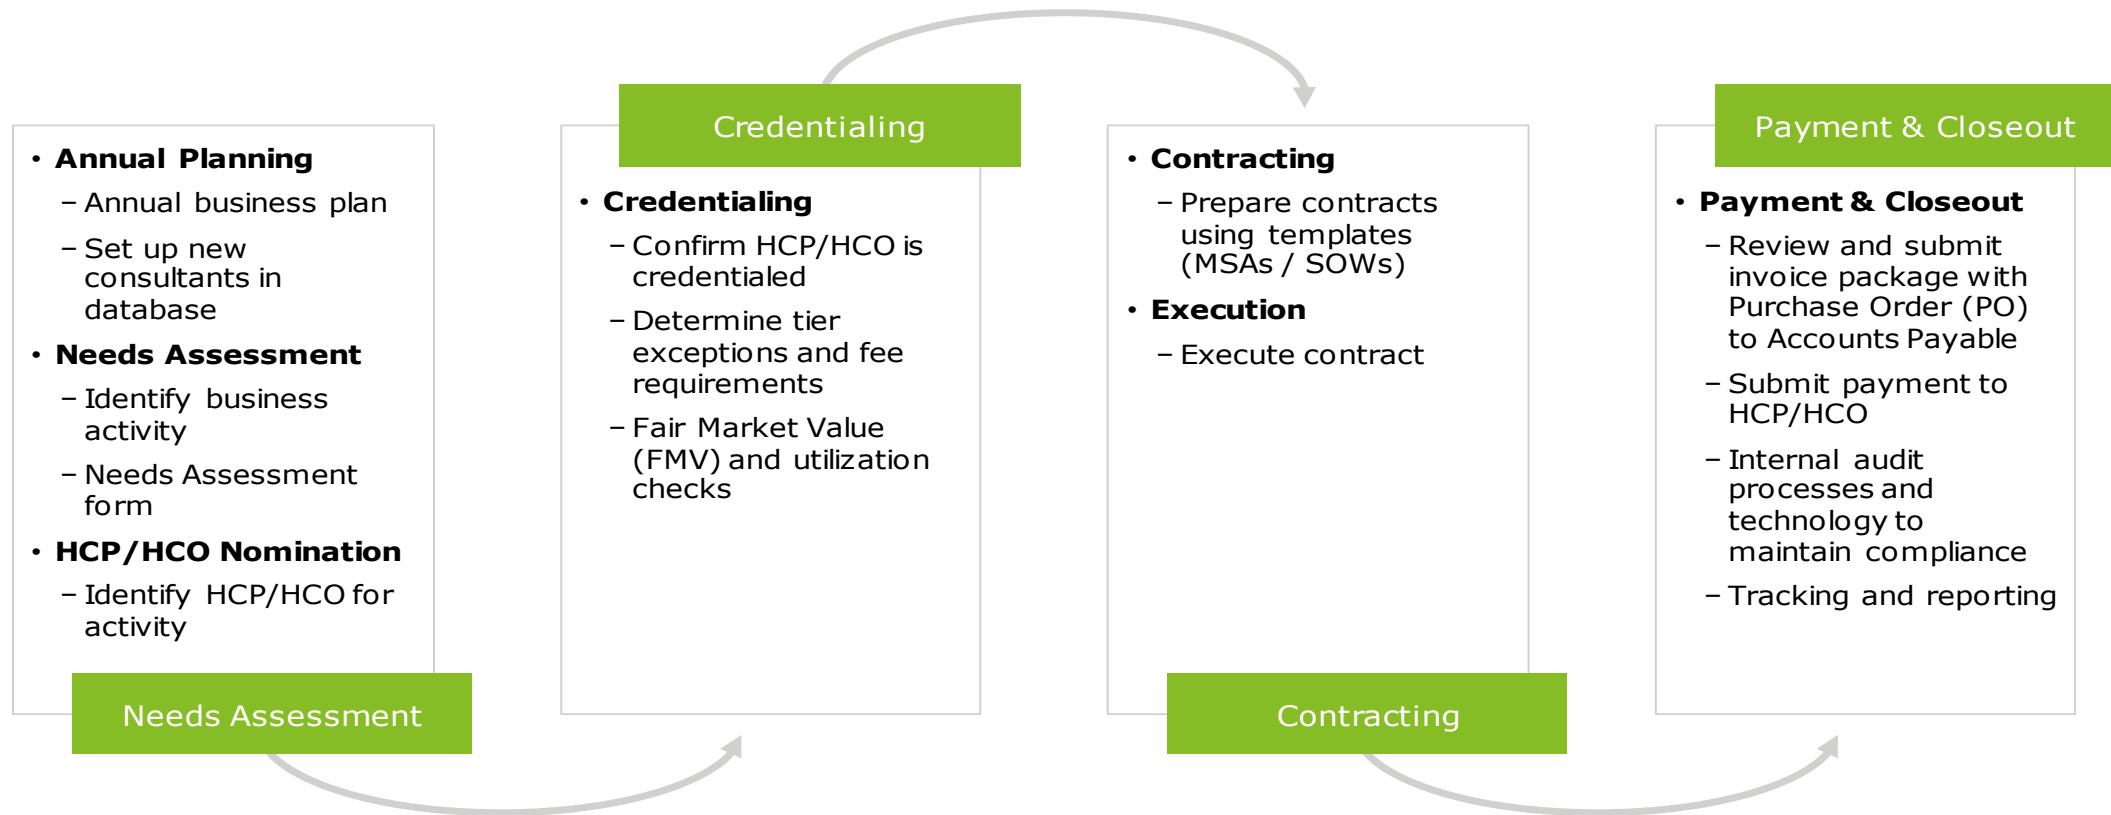 • Annual Planning
– Annual business plan
– Set up new
consultants in
database
• Needs Assessment
– Identify business
activity
– Needs Assessment
form
• HCP/HCO Nomination
– Identify HCP/HCO for
activity
Needs Assessment
Credentialing
• Credentialing
– Confirm HCP/HCO is
credentialed
– Determine tier
exceptions and fee
requirements
– Fair Market Value
(FMV) and utilization
checks
• Contracting
– Prepare contracts
using templates
(MSAs / SOWs)
• Execution
– Execute contract
Contracting
Payment & Closeout
• Payment & Closeout
– Review and submit
invoice package with
Purchase Order (PO)
to Accounts Payable
– Submit payment to
HCP/HCO
– Internal audit
processes and
technology to
maintain compliance
– Tracking and reporting